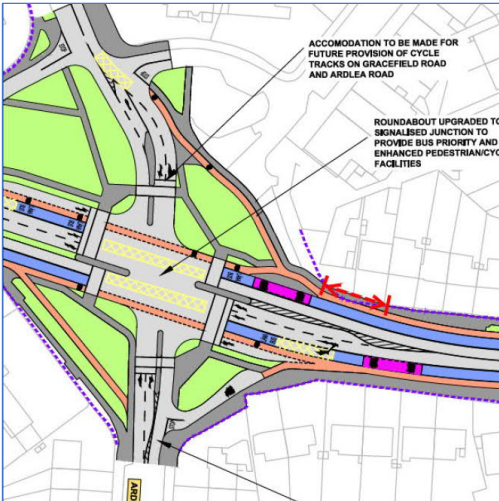 ACCOMODATION TO BE MADE FOR
FUTURE PROVISION OF CYCLE
TRACKS ON GRACEFIELD ROAD
AND ARDLEA ROAD
ROUNDABOUT UPGRADED TO
SIGNALISED JUNCTION TO
PROVIDE BUS PRIORITY AND
ENHANCED PEDESTRIAN/CYC
FACILITIES
ARD